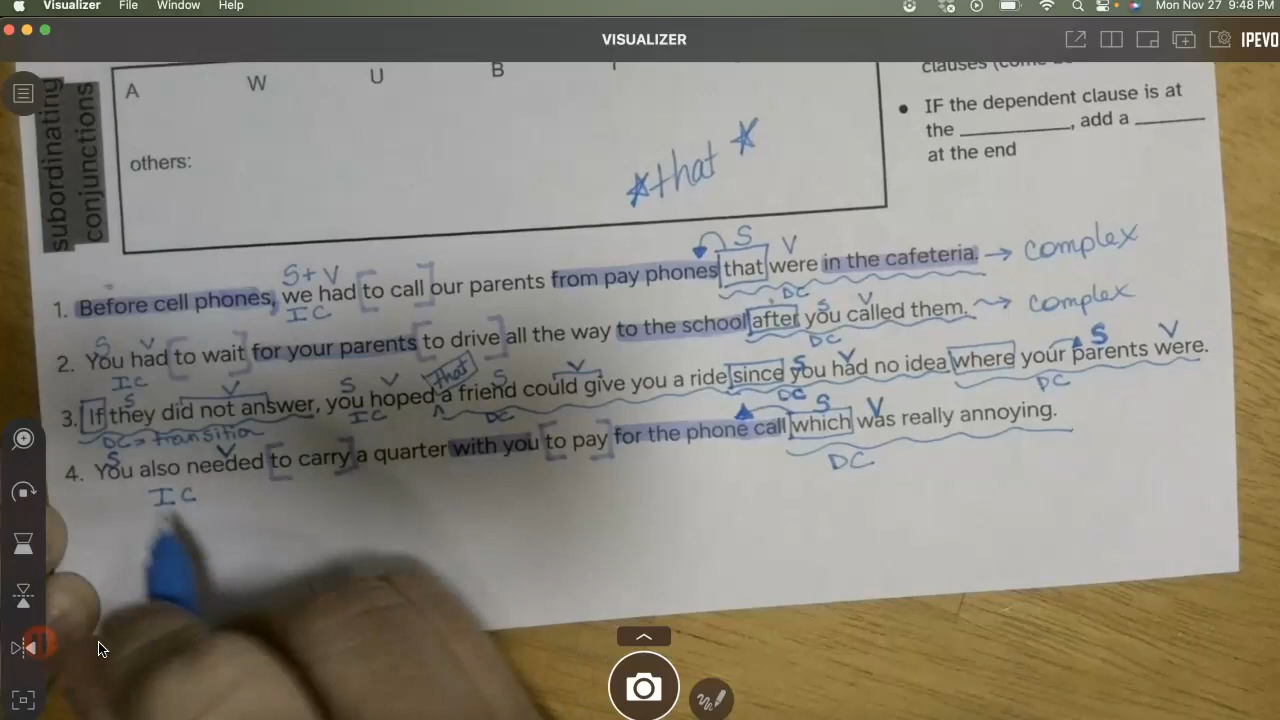 Visualizer File Window Help Mon Nov 27 9:48 PM
VISUALIZER IPEVO
subordinating
conjunctions
A W U B
others:
*that*
clauses
• IF the dependent clause is at
the __________, add a _______
at the end
S V
1. Before cell phones, we had [to call] our parents from pay phones that were in the cafeteria. → complex
S+V
IC DC
S V S V
2. You had [to wait] for your parents [to drive] all the way to the school after you called them. → complex
IC DC
S V S V that S V S V S V
3. If they did not answer, you hoped ^ a friend could give you a ride since you had no idea where your parents were.
DC = transition IC DC DC DC
S V S V
4. You also needed [to carry] a quarter with you [to pay] for the phone call which was really annoying.
IC DC